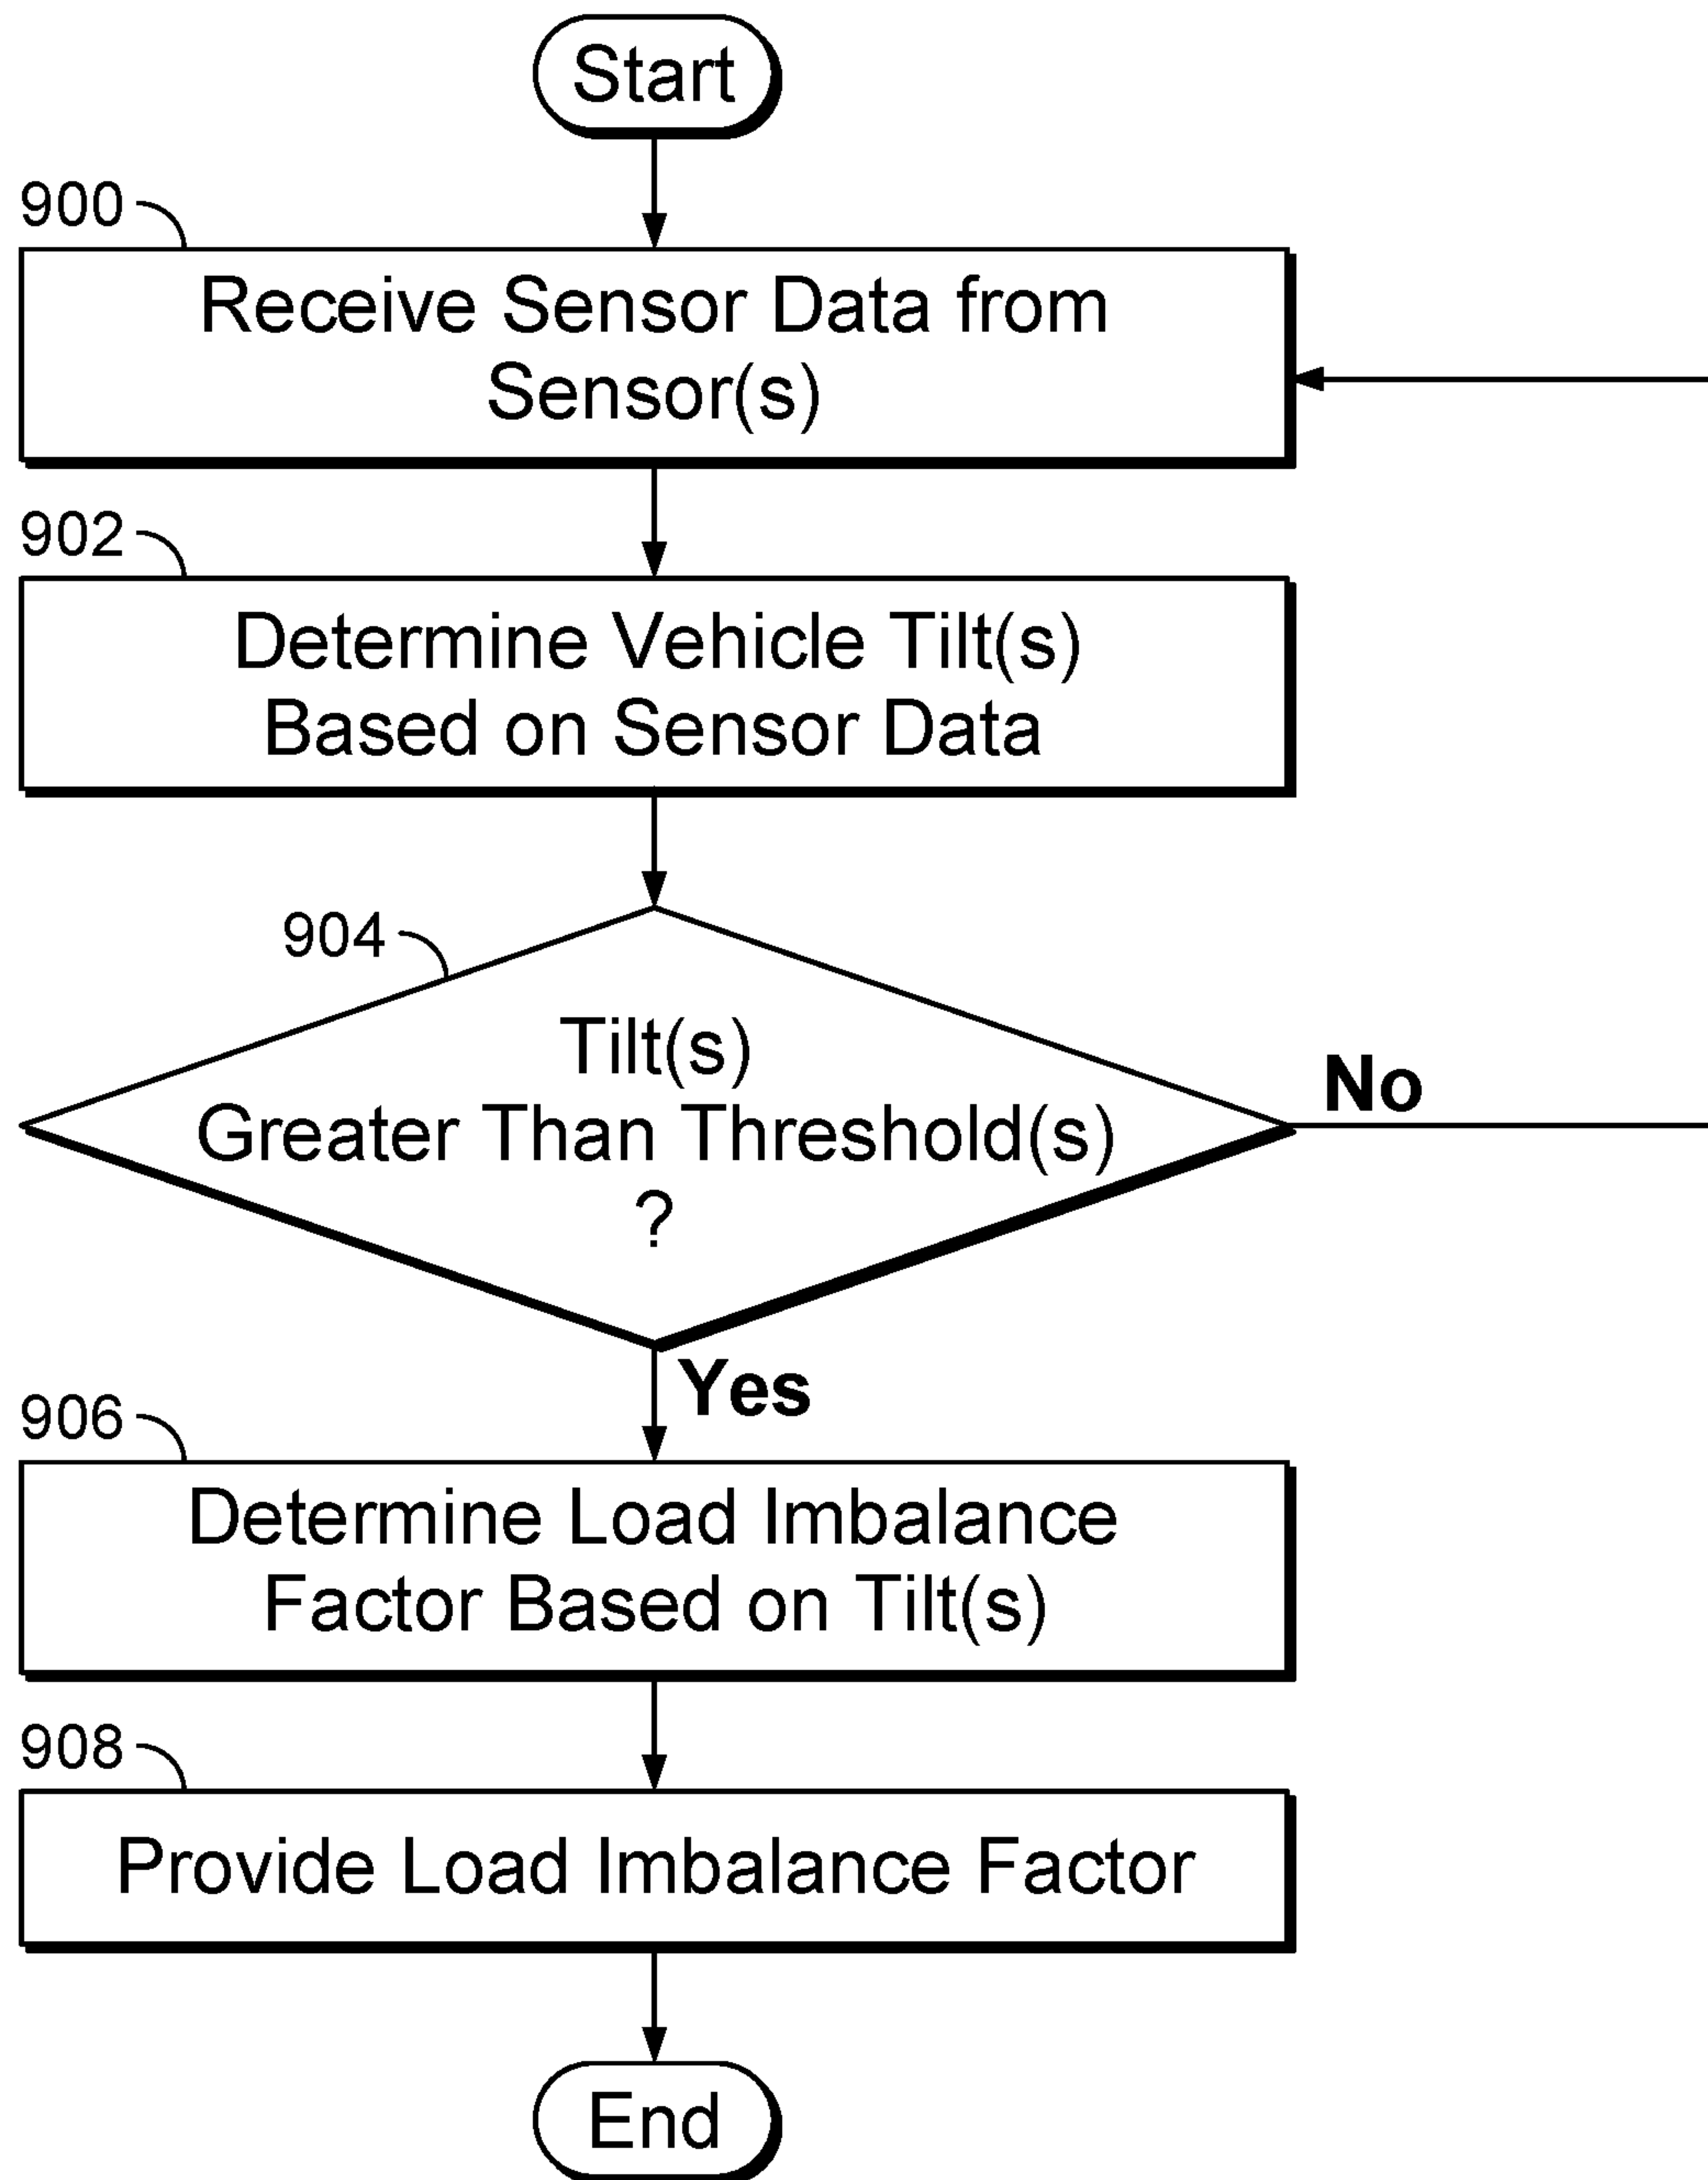 Start
900
Receive Sensor Data from
Sensor(s)
902
Determine Vehicle Tilt(s)
Based on Sensor Data
904
Tilt(s)
Greater Than Threshold(s)
?
No
Yes
906
Determine Load Imbalance
Factor Based on Tilt(s)
908
Provide Load Imbalance Factor
End